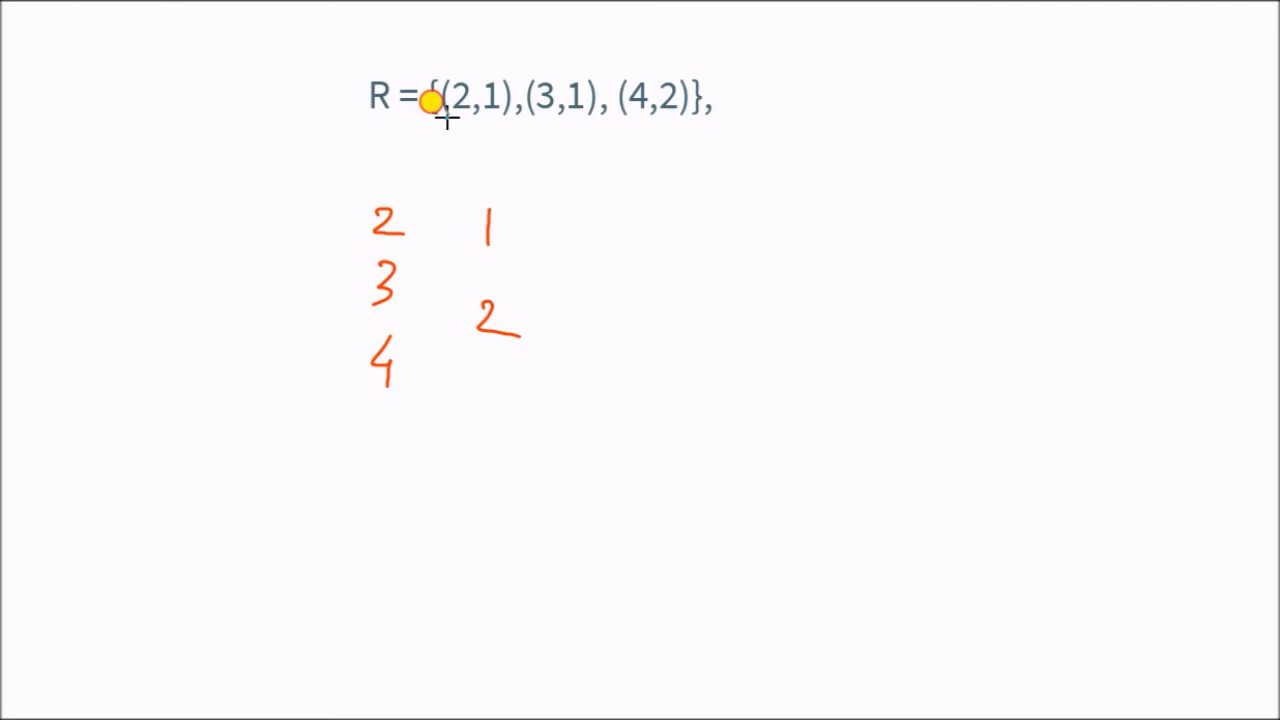 R = {(2,1),(3,1), (4,2)},
2 1
3
2
4